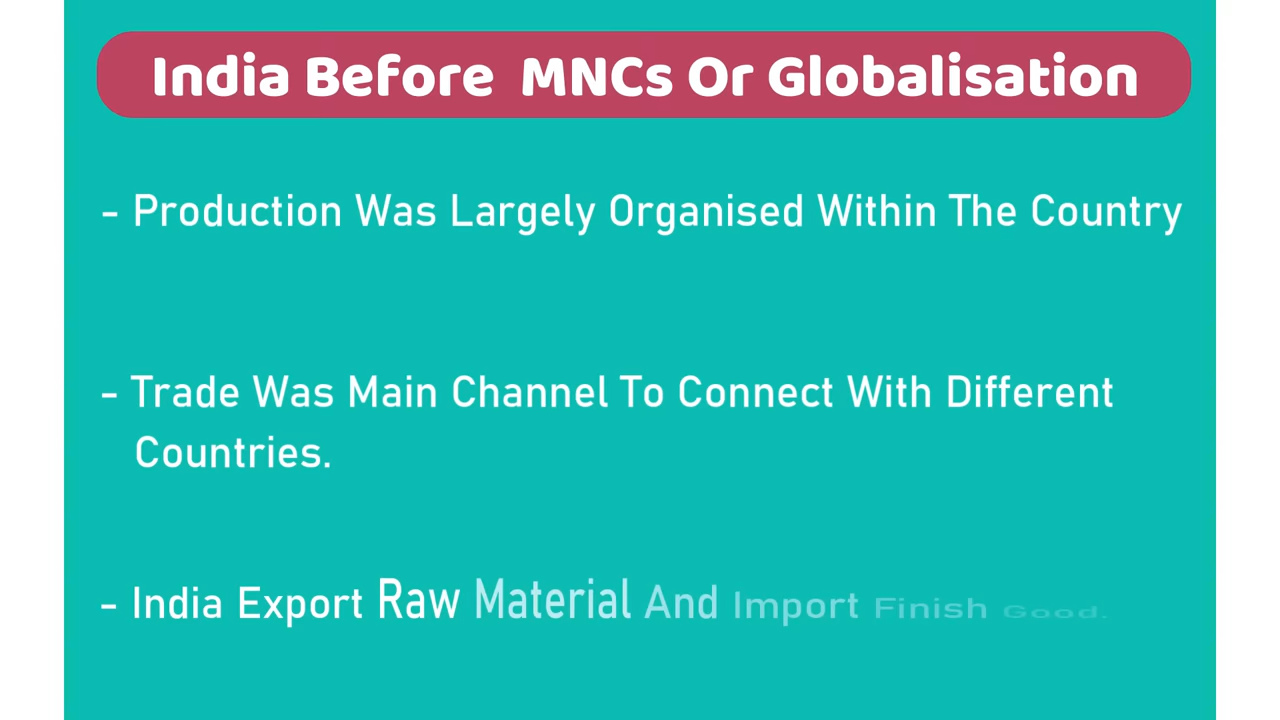 India Before MNCs Or Globalisation
- Production Was Largely Organised Within The Country
- Trade Was Main Channel To Connect With Different
Countries.
- India Export Raw Material And Import Finish Good.